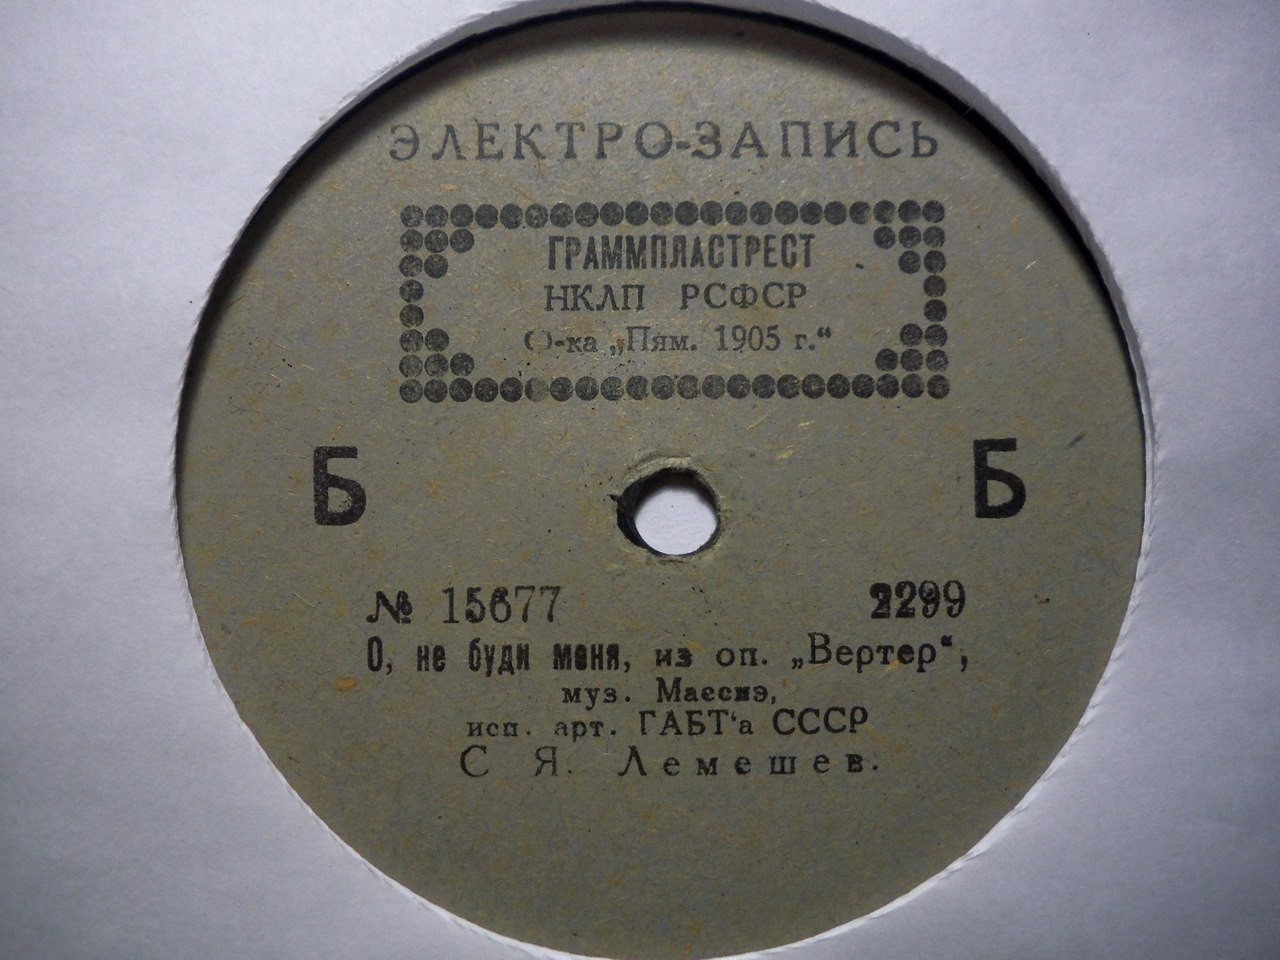 ЭЛЕКТРО-ЗАПИСЬ
ГРАММПЛАСТРЕСТ
НКЛП РСФСР
О-ка „Пям. 1905 г.“
Б Б
№ 15677 2299
О, не буди меня, из оп. „Вертер“,
муз. Массиэ,
исп. арт. ГАБТ‘а СССР
С Я. Лемешев.